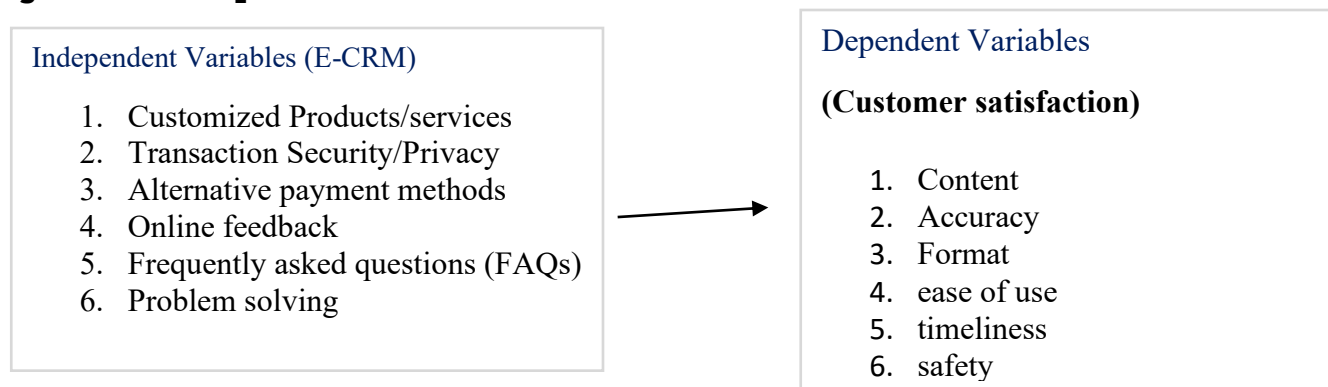 Independent Variables (E-CRM)
1. Customized Products/services
2. Transaction Security/Privacy
3. Alternative payment methods
4. Online feedback
5. Frequently asked questions (FAQs)
6. Problem solving
Dependent Variables
(Customer satisfaction)
1. Content
2. Accuracy
3. Format
4. ease of use
5. timeliness
6. safety